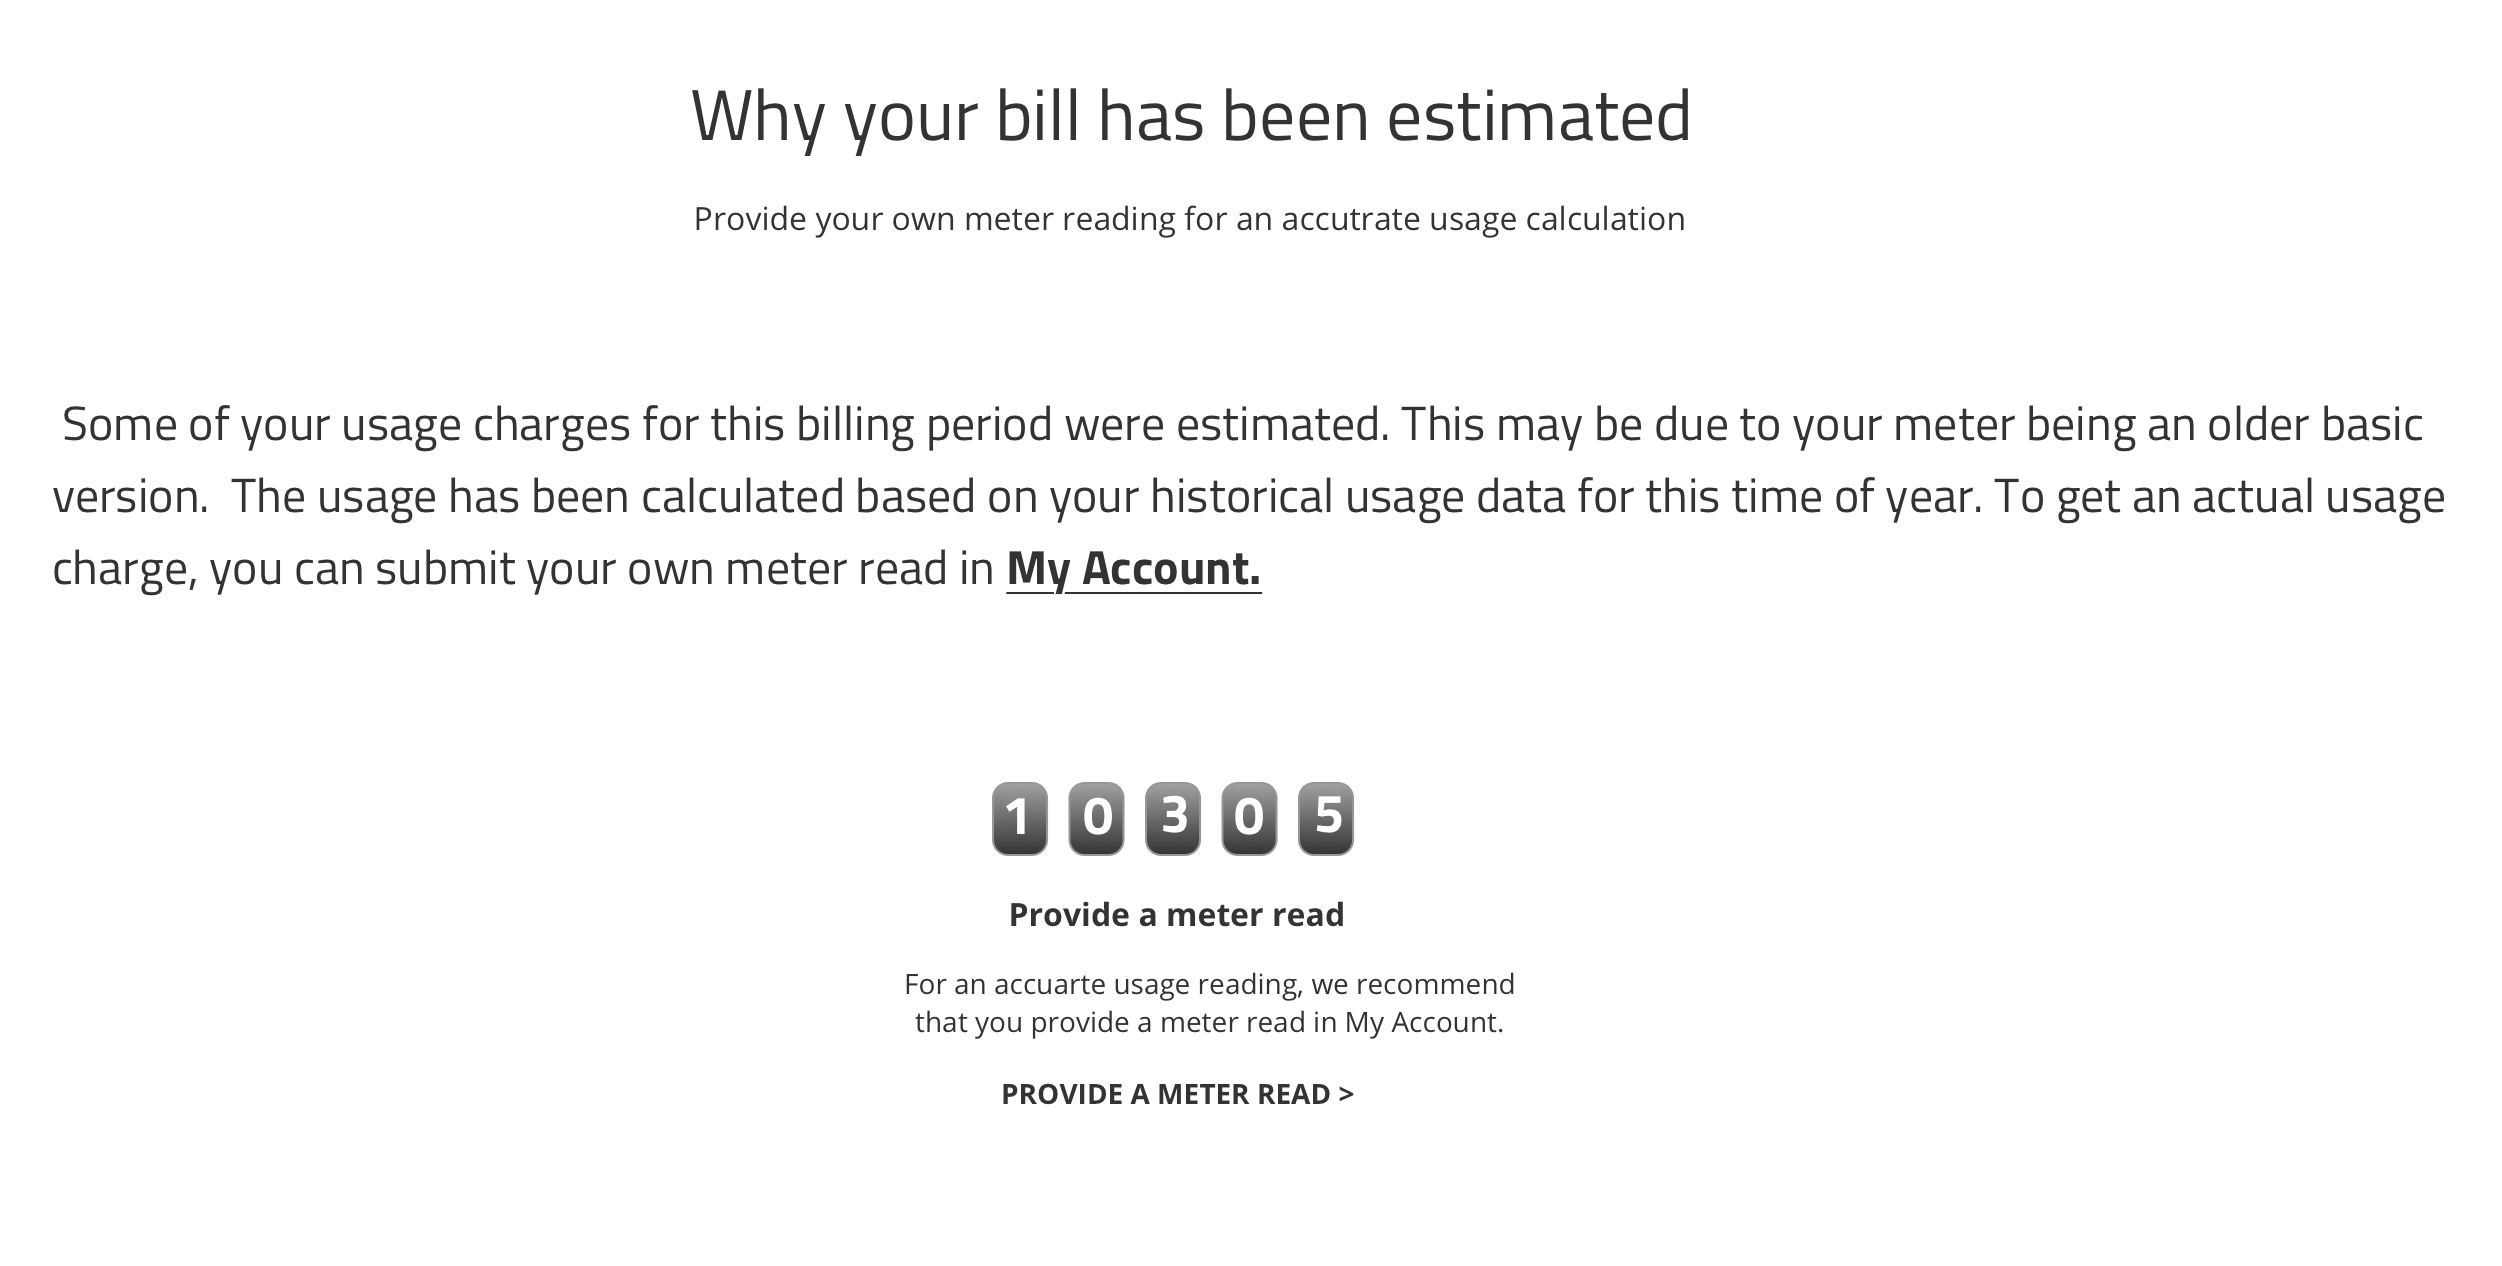 Why your bill has been estimated
Provide your own meter reading for an accutrate usage calculation
Some of your usage charges for this billing period were estimated. This may be due to your meter being an older basic
version.  The usage has been calculated based on your historical usage data for this time of year. To get an actual usage
charge, you can submit your own meter read in My Account.
1 0 3 0 5
Provide a meter read
For an accuarte usage reading, we recommend
that you provide a meter read in My Account.
PROVIDE A METER READ >